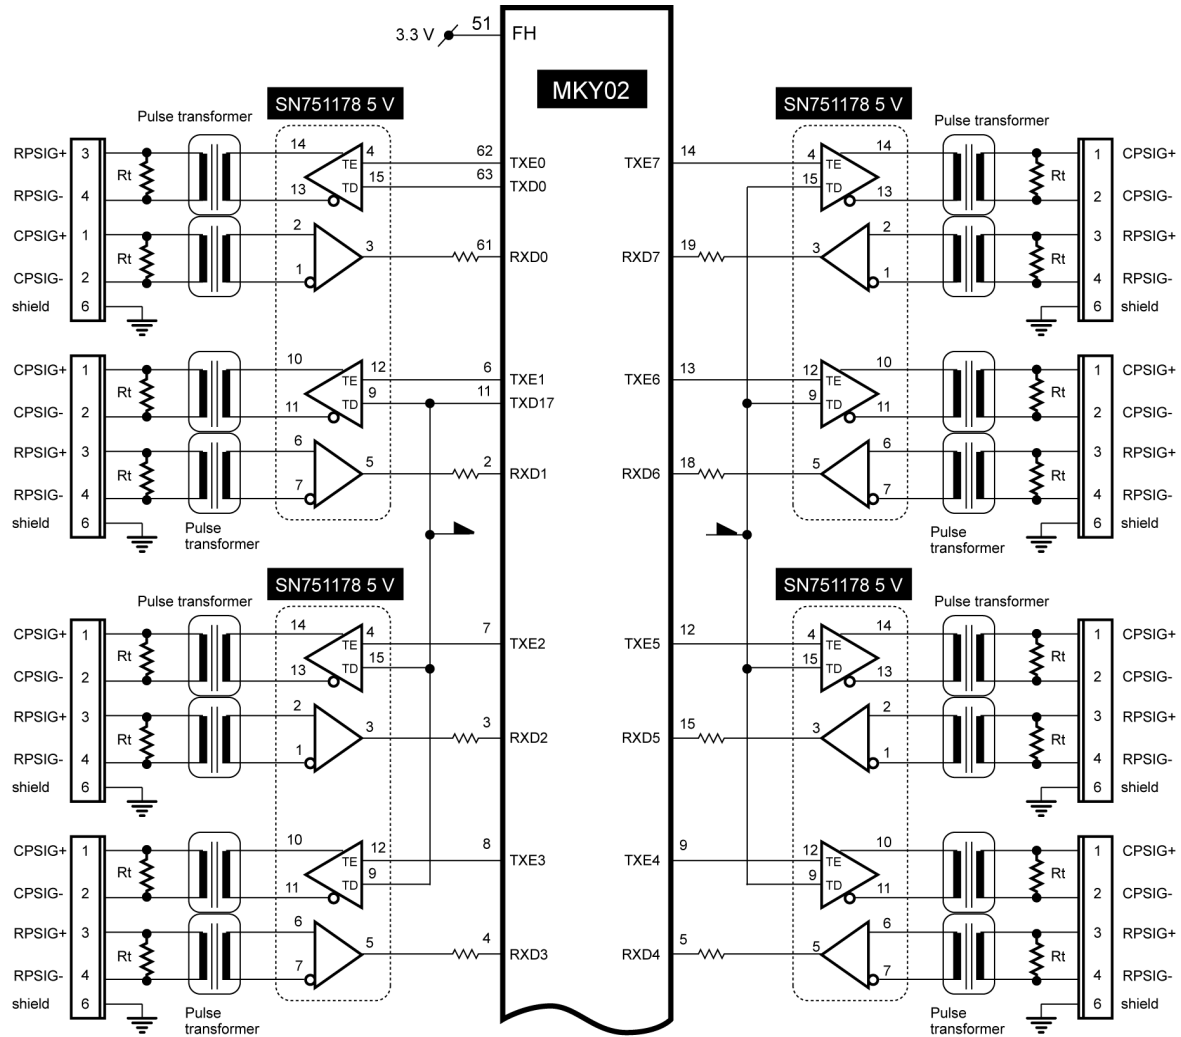 3.3 V 51 FH
MKY02
Pulse transformer SN751178 5 V SN751178 5 V Pulse transformer
RPSIG+ 3 14 TE 4 62 TXE0 TXE7 14 4 TE 14 1 CPSIG+
Rt TD 15 63 TXD0 15 TD Rt
RPSIG- 4 13 13 2 CPSIG-
CPSIG+ 1 2 2 3 RPSIG+
Rt 3 61 RXD0 RXD7 19 3 Rt
CPSIG- 2 1 1 4 RPSIG-
shield 6 6 shield
CPSIG+ 1 10 TE 12 6 TXE1 TXE6 13 12 TE 10 1 CPSIG+
Rt TD 9 11 TXD17 9 TD Rt
CPSIG- 2 11 11 2 CPSIG-
RPSIG+ 3 6 6 3 RPSIG+
Rt 5 2 RXD1 RXD6 18 5 Rt
RPSIG- 4 7 7 4 RPSIG-
shield 6 6 shield
Pulse transformer Pulse transformer
SN751178 5 V SN751178 5 V
Pulse transformer Pulse transformer
CPSIG+ 1 14 TE 4 7 TXE2 TXE5 12 4 TE 14 1 CPSIG+
Rt TD 15 15 TD Rt
CPSIG- 2 13 13 2 CPSIG-
RPSIG+ 3 2 2 3 RPSIG+
Rt 3 3 RXD2 RXD5 15 3 Rt
RPSIG- 4 1 1 4 RPSIG-
shield 6 6 shield
CPSIG+ 1 10 TE 12 8 TXE3 TXE4 9 12 TE 10 1 CPSIG+
Rt TD 9 9 TD Rt
CPSIG- 2 11 11 2 CPSIG-
RPSIG+ 3 6 6 3 RPSIG+
Rt 5 4 RXD3 RXD4 5 5 Rt
RPSIG- 4 7 7 4 RPSIG-
shield 6 6 shield
Pulse transformer Pulse transformer